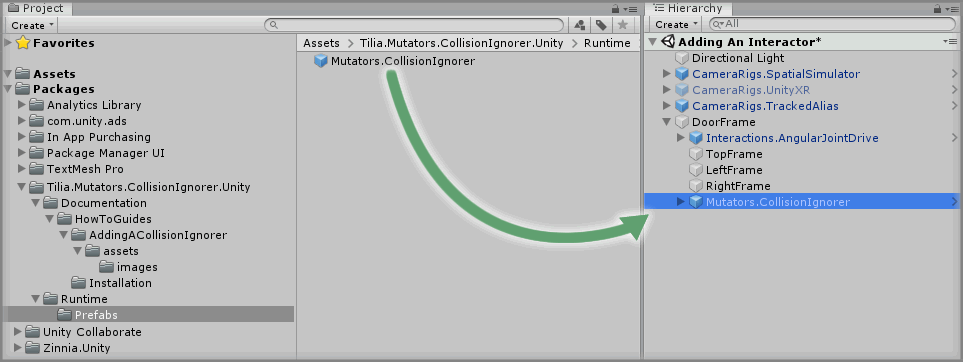 Project
Create
Favorites
Assets
Packages
Analytics Library
com.unity.ads
In App Purchasing
Package Manager UI
TextMesh Pro
Tilia.Mutators.CollisionIgnorer.Unity
Documentation
HowToGuides
AddingACollisionIgnorer
assets
images
Installation
Runtime
Prefabs
Unity Collaborate
Zinnia.Unity
Assets > Tilia.Mutators.CollisionIgnorer.Unity > Runtime >
Mutators.CollisionIgnorer
Hierarchy
Create
All
Adding An Interactor*
Directional Light
CameraRigs.SpatialSimulator
CameraRigs.UnityXR
CameraRigs.TrackedAlias
DoorFrame
Interactions.AngularJointDrive
TopFrame
LeftFrame
RightFrame
Mutators.CollisionIgnorer